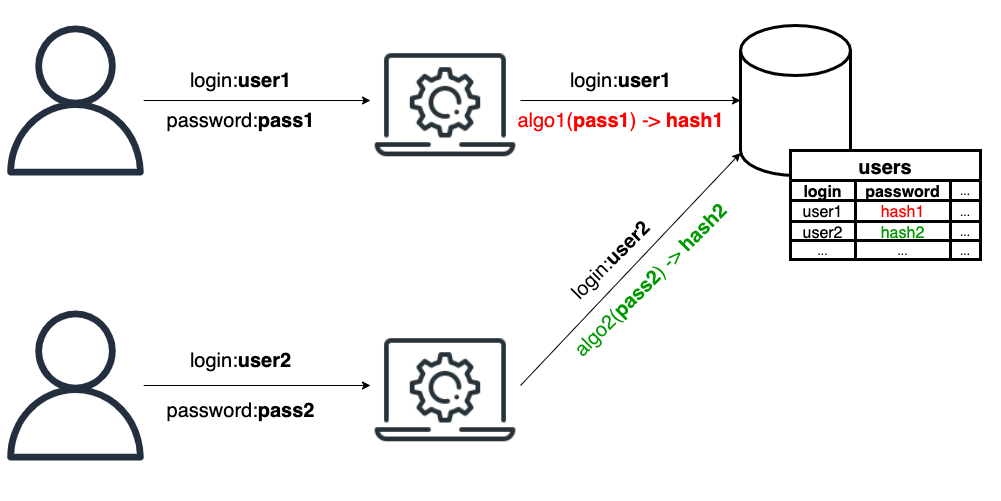 login:user1
password:pass1
login:user1
algo1(pass1) -> hash1
users
login password ...
user1 hash1 ...
user2 hash2 ...
... ... ...
login:user2
algo2(pass2) -> hash2
login:user2
password:pass2